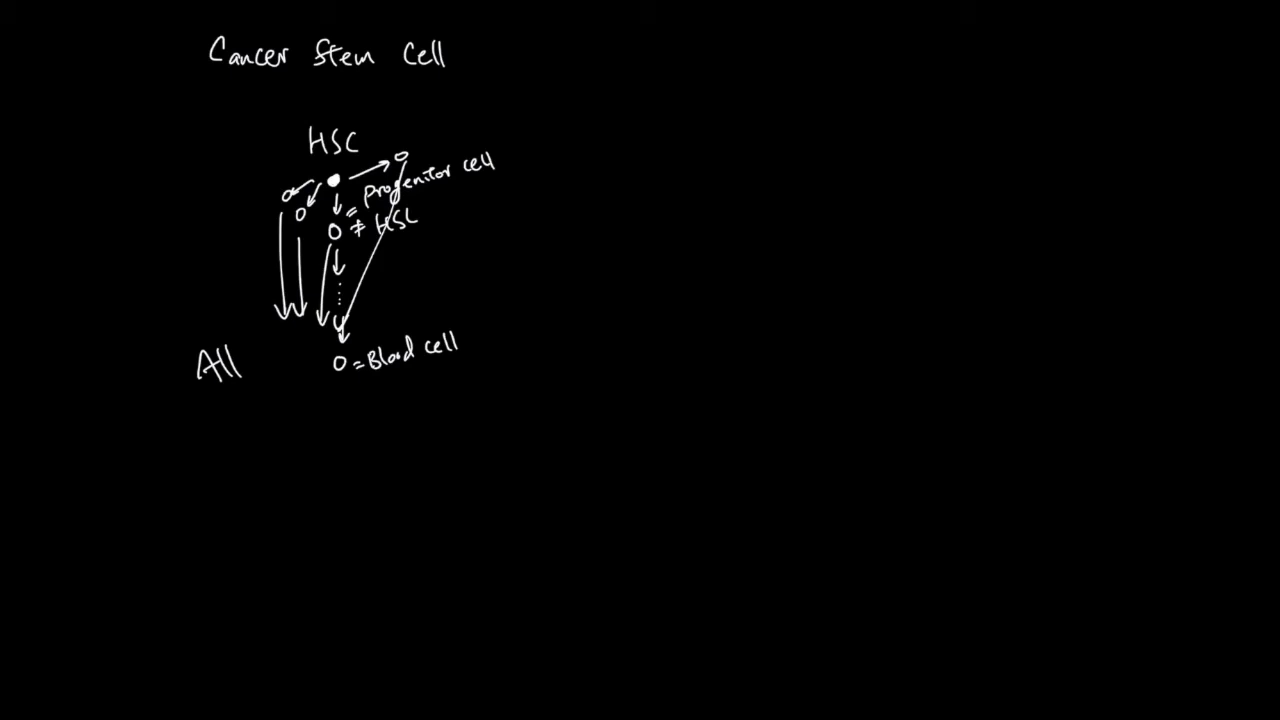 Cancer Stem Cell
HSC
= Progenitor cell
≠ HSC
All
= Blood cell